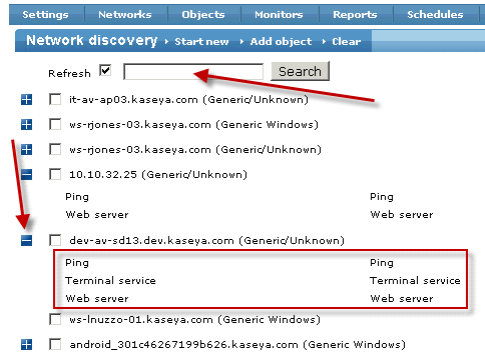 Settings Networks Objects Monitors Reports Schedules
Network discovery Start new Add object Clear
Refresh Search
it-av-ap03.kaseya.com (Generic/Unknown)
ws-rjones-03.kaseya.com (Generic Windows)
ws-rjones-03.kaseya.com (Generic/Unknown)
10.10.32.25 (Generic/Unknown)
Ping Ping
Web server Web server
dev-av-sd13.dev.kaseya.com (Generic/Unknown)
Ping Ping
Terminal service Terminal service
Web server Web server
ws-lnuzzo-01.kaseya.com (Generic Windows)
android_301c46267199b626.kaseya.com (Generic Windows)